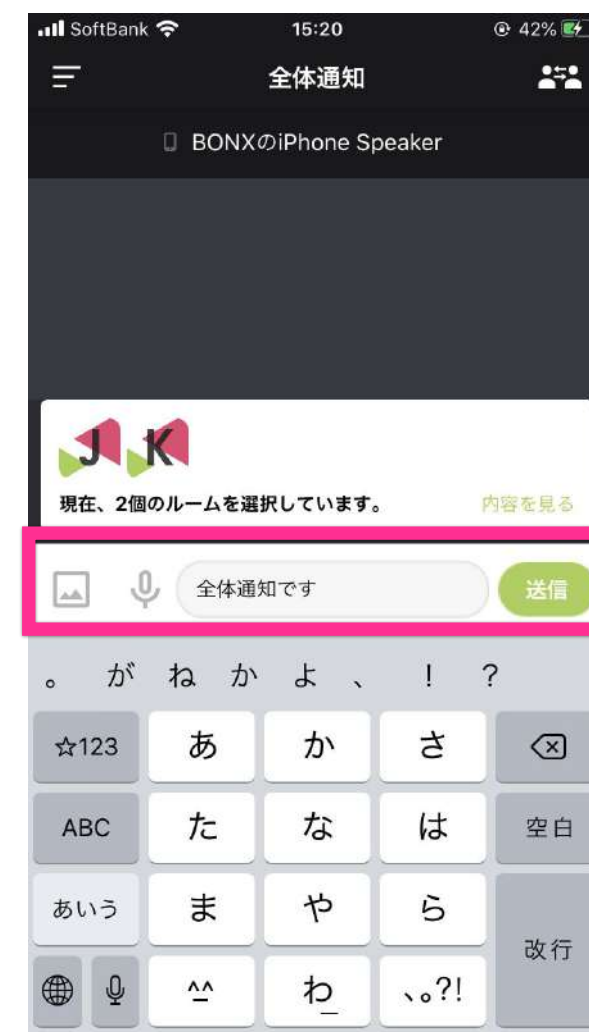 SoftBank 15:20 42%
全体通知
BONXのiPhone Speaker
J K
現在、2個のルームを選択しています。 内容を見る
全体通知です 送信
。 が ね か よ 、 ! ?
☆123 あ か さ
ABC た な は 空白
あいう ま や ら 改行
^^ わ 、。?!